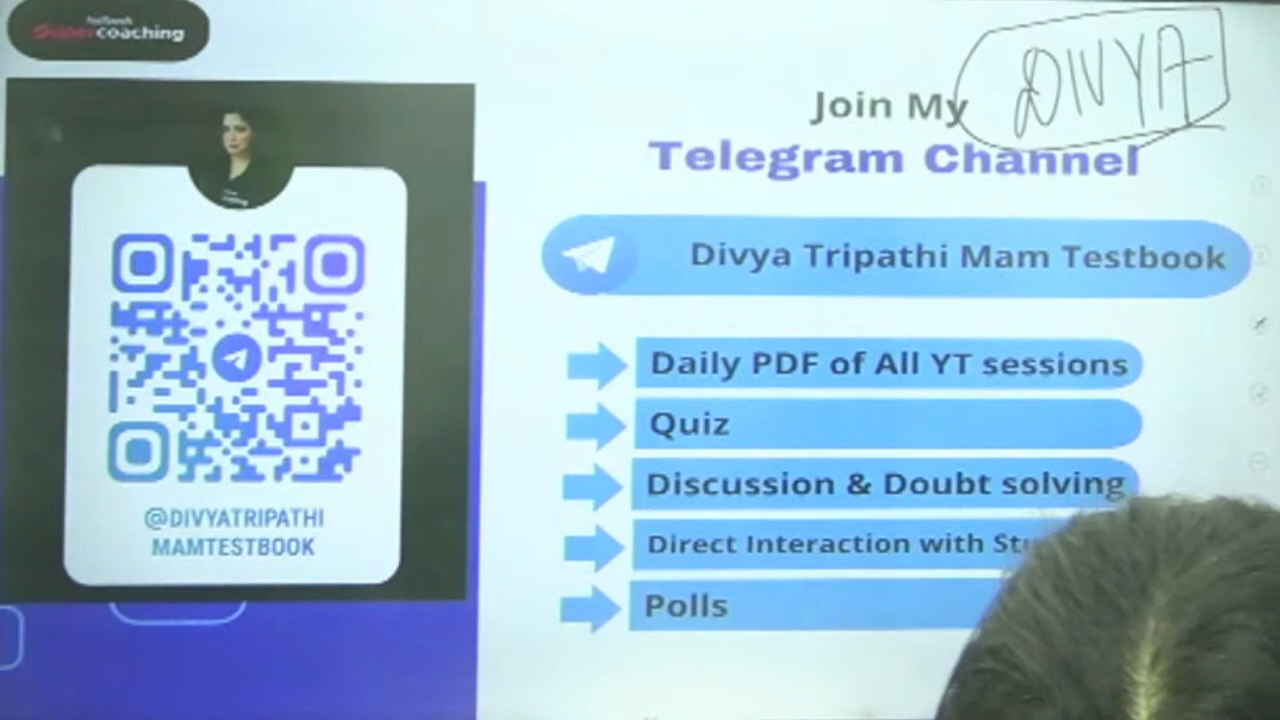 testbook
Supercoaching
DIVYA
Join My
Telegram Channel
Divya Tripathi Mam Testbook
Daily PDF of All YT sessions
Quiz
Discussion & Doubt solving
Direct Interaction with
Polls
@DIVYATRIPATHI
MAMTESTBOOK